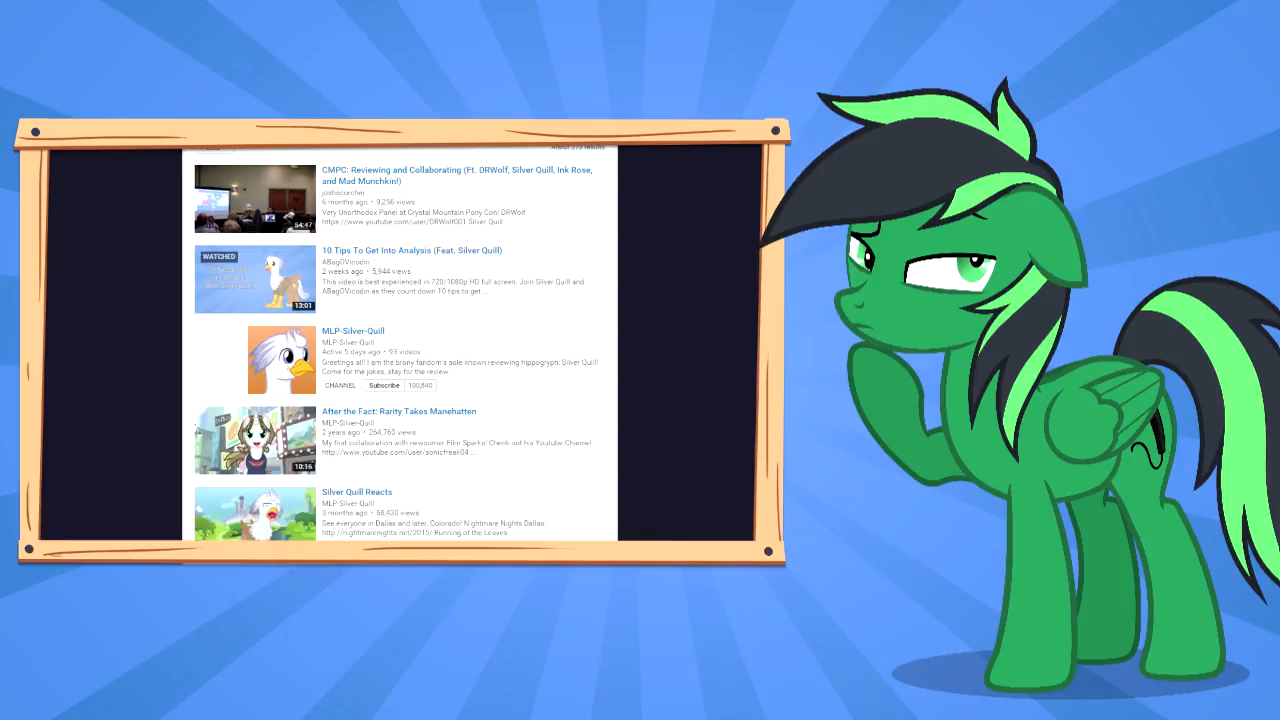 About 373 results
CMPC: Reviewing and Collaborating (Ft. DRWolf, Silver Quill, Ink Rose,
and Mad Munchkin!)
joshscorcher
6 months ago • 9,256 views
Very Unorthodox Panel at Crystal Mountain Pony Con! DRWolf
https://www.youtube.com/user/DRWolf001 Silver Quill
54:47
WATCHED
10 Tips To Get Into Analysis (Feat. Silver Quill)
ABagOVicodin
2 weeks ago • 5,944 views
This video is best experienced in 720/1080p HD full screen. Join Silver Quill and
ABagOVicodin as they count down 10 tips to get ...
13:01
MLP-Silver-Quill
MLP-Silver-Quill
Active 5 days ago • 93 videos
Greetings all! I am the brony fandom's sole known reviewing hippogryph: Silver Quill!
Come for the jokes, stay for the review
CHANNEL Subscribe 100,840
After the Fact: Rarity Takes Manehatten
MLP-Silver-Quill
2 years ago • 264,760 views
My first collaboration with newcomer Film Sparks! Check out his Youtube Channel
http://www.youtube.com/user/sonicfreak04 ...
10:16
Silver Quill Reacts
MLP-Silver-Quill
3 months ago • 68,430 views
See everyone in Dallas and later, Colorado! Nightmare Nights Dallas:
http://nightmarenights.net/2015/ Running of the Leaves